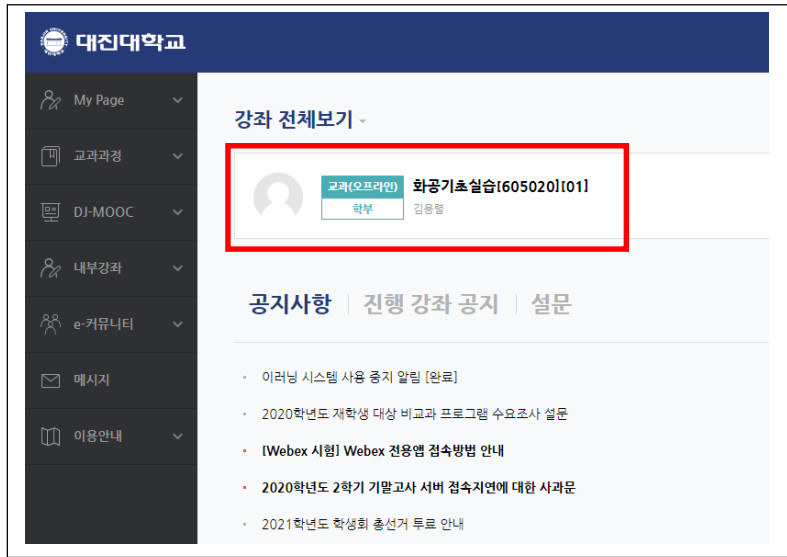 대진대학교
My Page
교과과정
DJ-MOOC
내부강좌
e-커뮤니티
메시지
이용안내
강좌 전체보기
교과(오프라인) 화공기초실습[605020][01]
학부 김용렬
공지사항 진행 강좌 공지 설문
이러닝 시스템 사용 중지 알림 [완료]
2020학년도 재학생 대상 비교과 프로그램 수요조사 설문
[Webex 시험] Webex 전용앱 접속방법 안내
2020학년도 2학기 기말고사 서버 접속지연에 대한 사과문
2021학년도 학생회 총선거 투표 안내